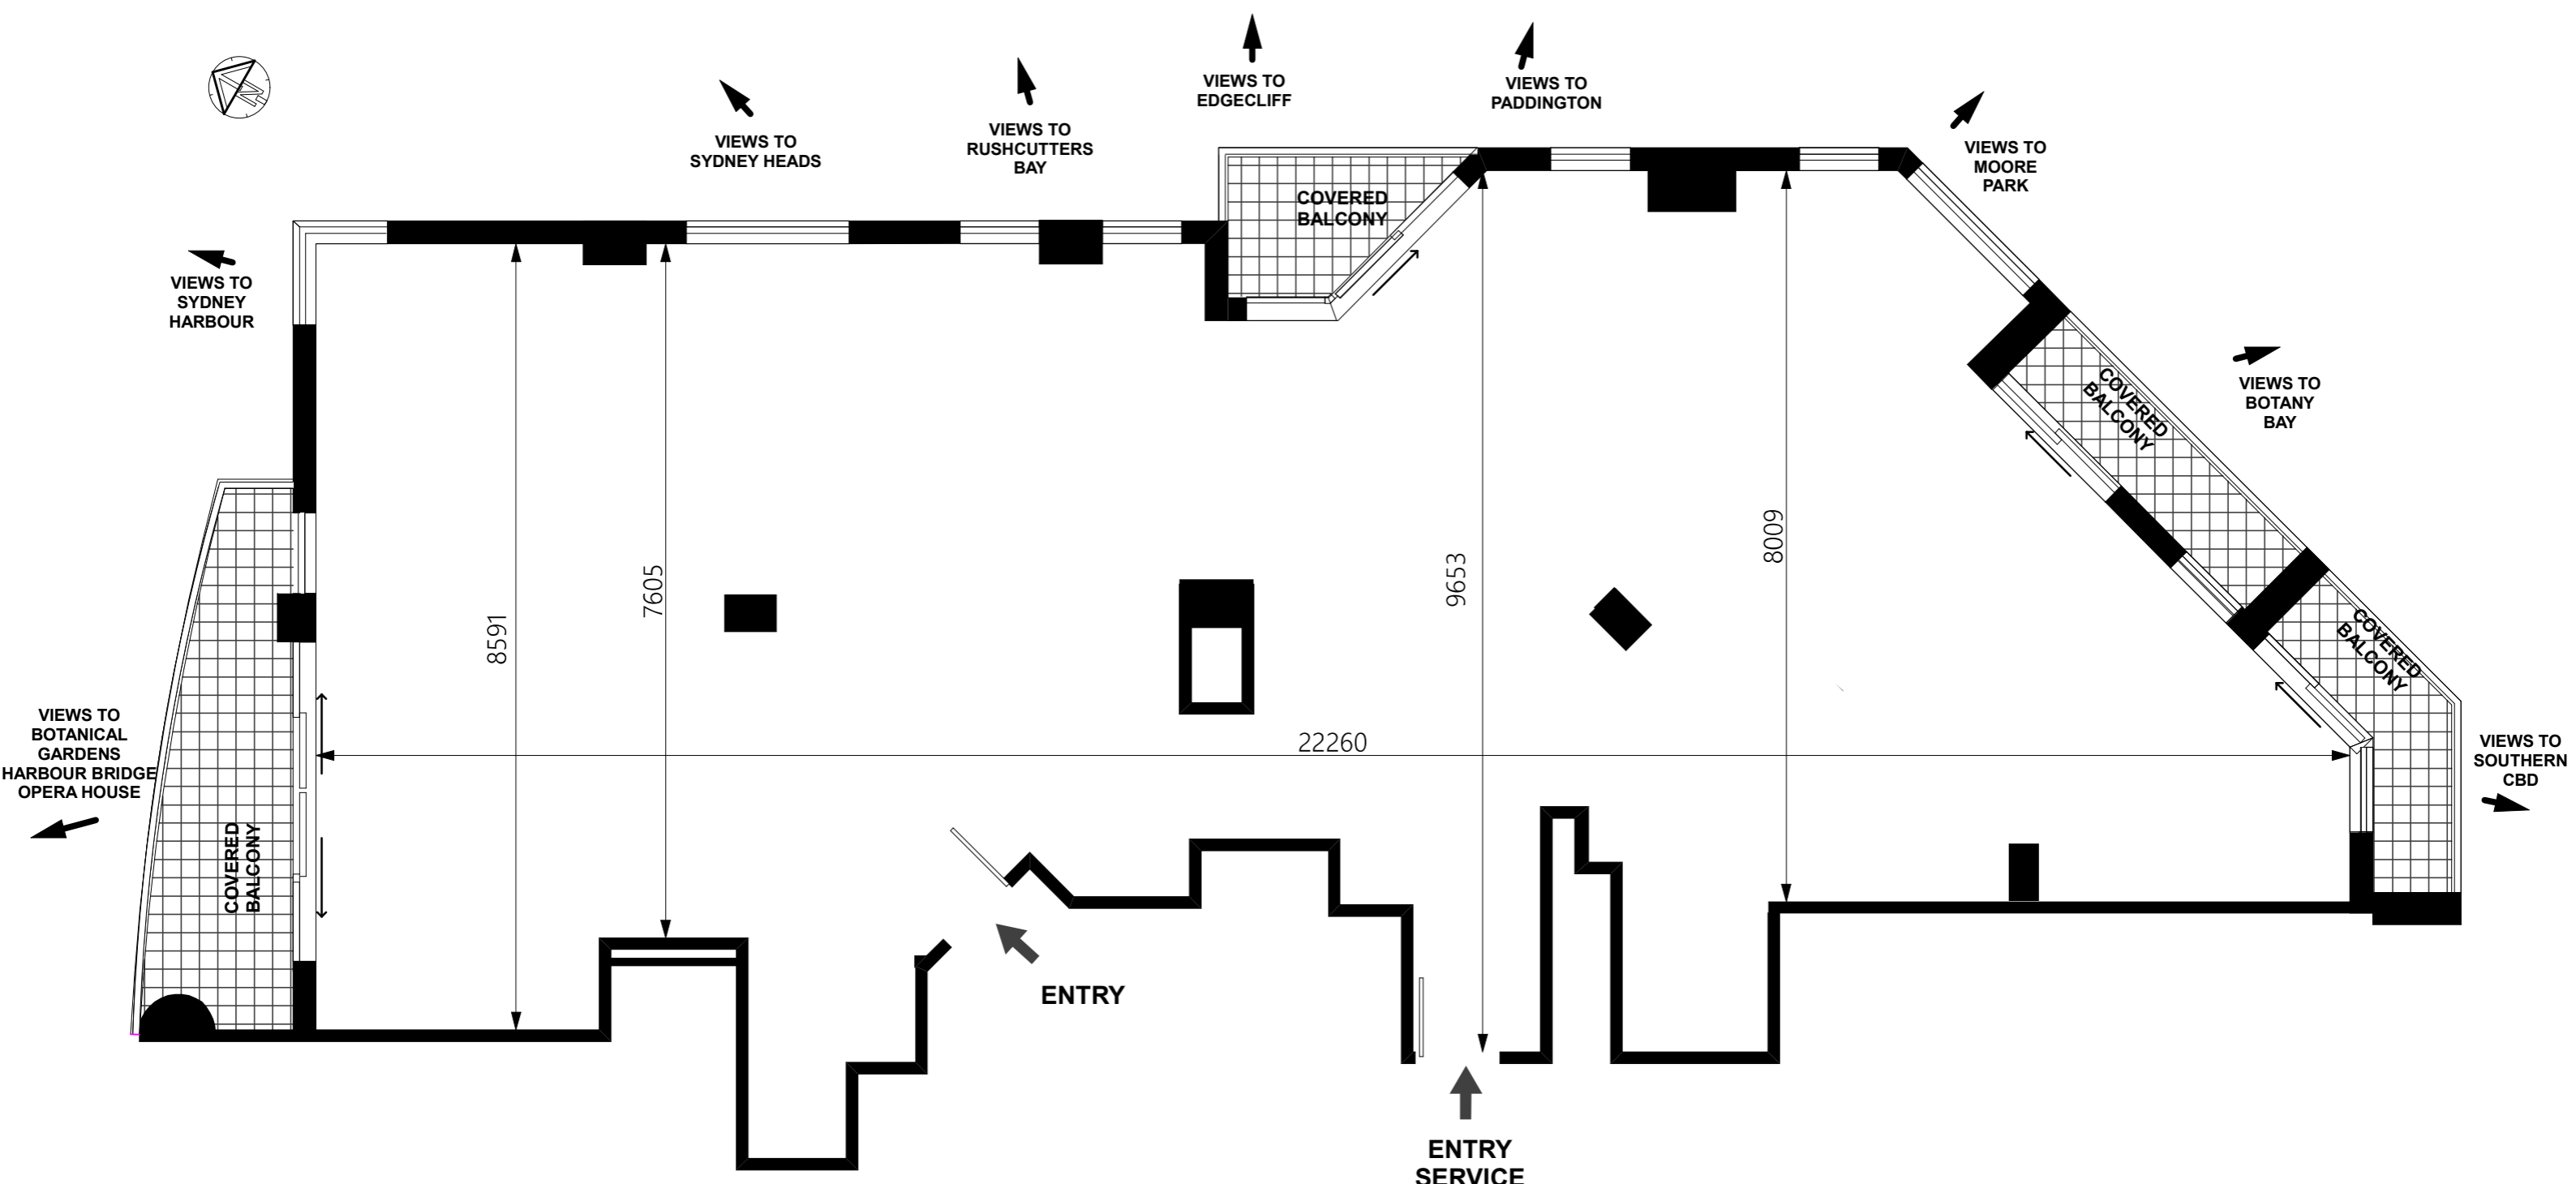 VIEWS TO
EDGECLIFF
VIEWS TO
PADDINGTON
VIEWS TO
SYDNEY HEADS
VIEWS TO
RUSHCUTTERS
BAY
VIEWS TO
MOORE
PARK
COVERED
BALCONY
VIEWS TO
SYDNEY
HARBOUR
COVERED
BALCONY
VIEWS TO
BOTANY
BAY
8591
7605
9653
8009
COVERED
BALCONY
VIEWS TO
BOTANICAL
GARDENS
HARBOUR BRIDGE
OPERA HOUSE
22260
VIEWS TO
SOUTHERN
CBD
COVERED
BALCONY
ENTRY
ENTRY
SERVICE